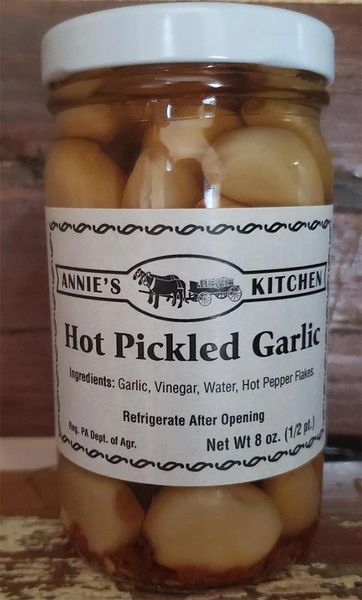 ANNIE'S KITCHEN
Hot Pickled Garlic
Ingredients: Garlic, Vinegar, Water, Hot Pepper Flakes.
Refrigerate After Opening
Reg. PA Dept. of Agr.
Net Wt 8 oz. (1/2 pt.)